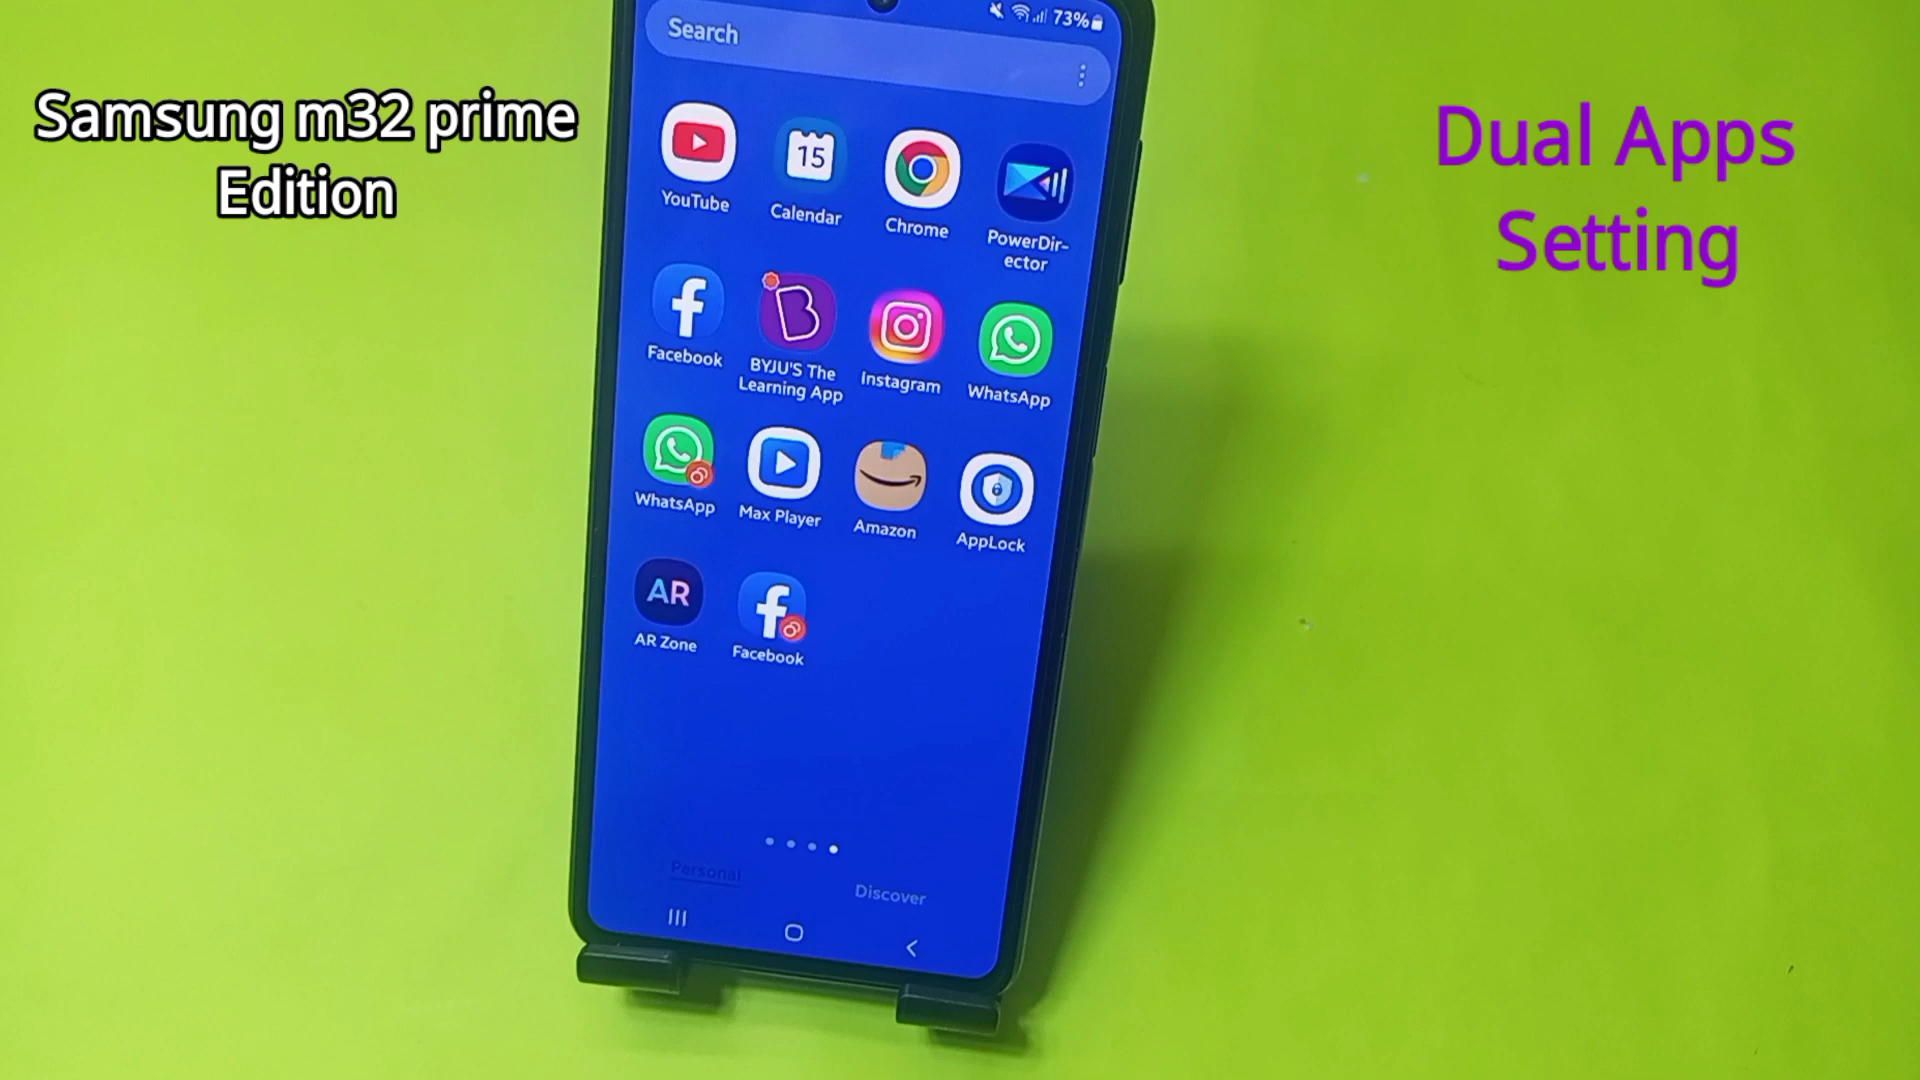 Samsung m32 prime
Edition
Dual Apps
Setting
73%
Search
15
YouTube
Calendar
Chrome
PowerDir-
ector
Facebook
BYJU'S The
Learning App
Instagram
WhatsApp
WhatsApp
Max Player
Amazon
AppLock
AR
AR Zone
Facebook
Personal
Discover